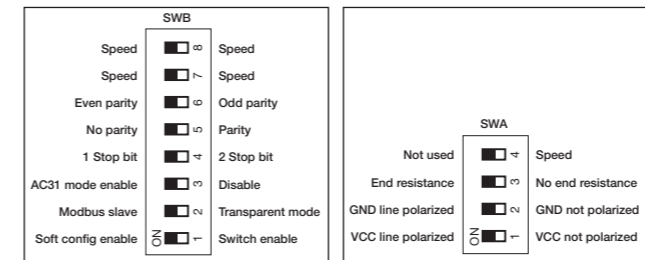 SWB
Speed 8 Speed
Speed 7 Speed
Even parity 6 Odd parity
No parity 5 Parity
1 Stop bit 4 2 Stop bit
AC31 mode enable 3 Disable
Modbus slave 2 Transparent mode
Soft config enable ON 1 Switch enable
SWA
Not used 4 Speed
End resistance 3 No end resistance
GND line polarized 2 GND not polarized
VCC line polarized ON 1 VCC not polarized